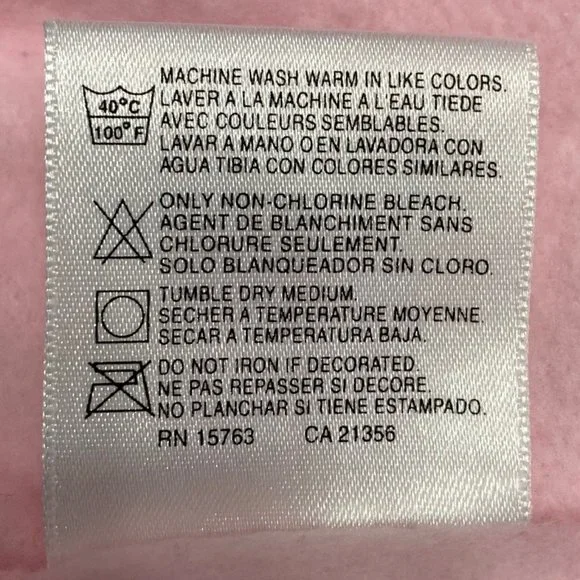 MACHINE WASH WARM IN LIKE COLORS.
40°C LAVER A LA MACHINE A L'EAU TIEDE
100°F AVEC COULEURS SEMBLABLES.
LAVAR A MANO O EN LAVADORA CON
AGUA TIBIA CON COLORES SIMILARES.
ONLY NON-CHLORINE BLEACH.
AGENT DE BLANCHIMENT SANS
CHLORURE SEULEMENT.
SOLO BLANQUEADOR SIN CLORO.
TUMBLE DRY MEDIUM.
SECHER A TEMPERATURE MOYENNE.
SECAR A TEMPERATURA BAJA.
DO NOT IRON IF DECORATED.
NE PAS REPASSER SI DECORE.
NO PLANCHAR SI TIENE ESTAMPADO.
RN 15763 CA 21356